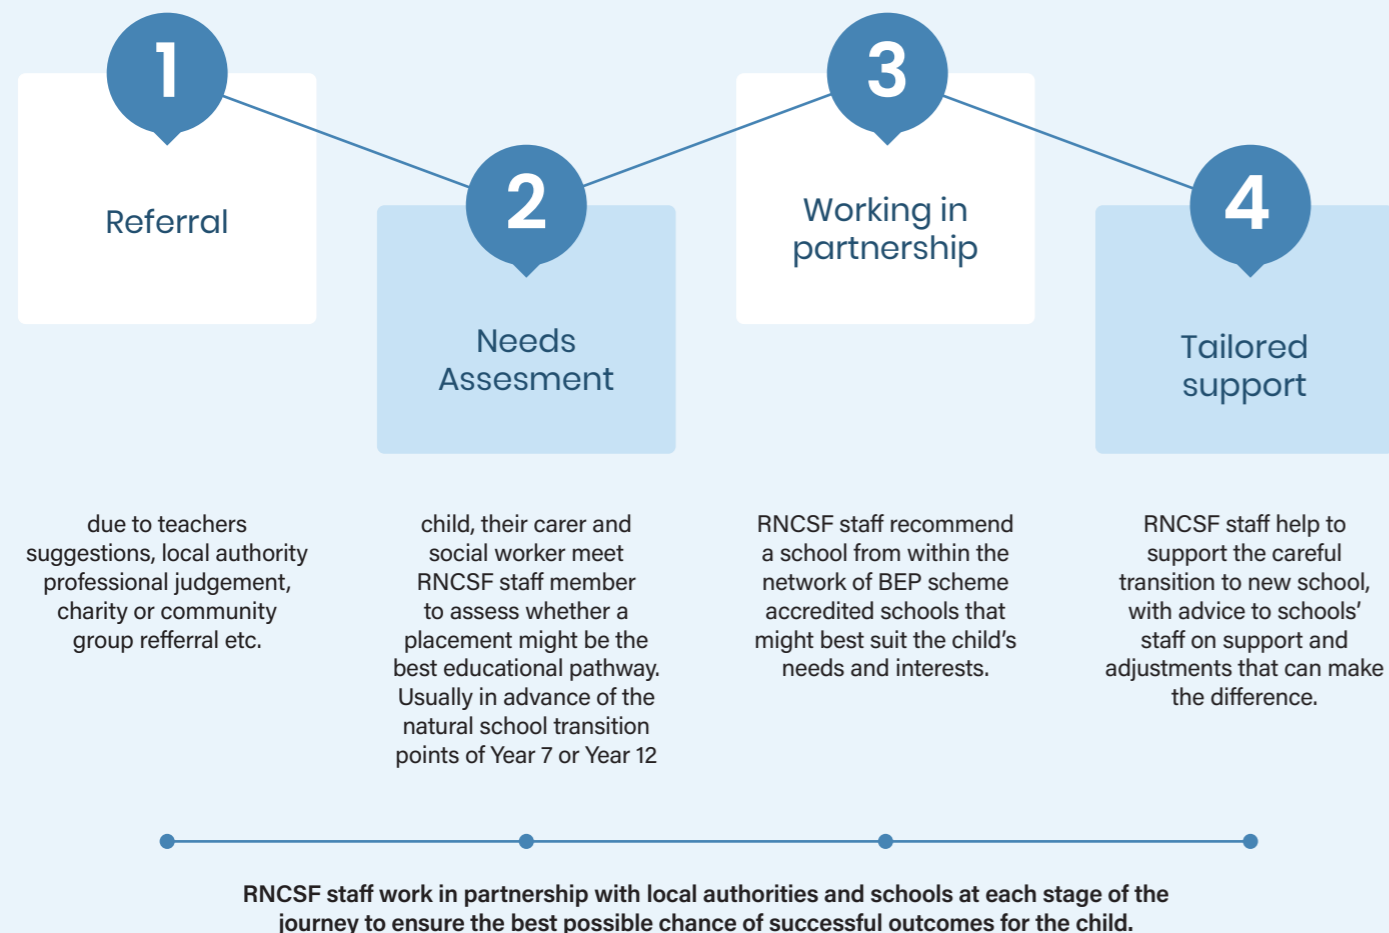 1
Referral
due to teachers
suggestions, local authority
professional judgement,
charity or community
group refferral etc.
2
Needs
Assesment
child, their carer and
social worker meet
RNCSF staff member
to assess whether a
placement might be the
best educational pathway.
Usually in advance of the
natural school transition
points of Year 7 or Year 12
3
Working in
partnership
RNCSF staff recommend
a school from within the
network of BEP scheme
accredited schools that
might best suit the child's
needs and interests.
4
Tailored
support
RNCSF staff help to
support the careful
transition to new school,
with advice to schools'
staff on support and
adjustments that can make
the difference.
RNCSF staff work in partnership with local authorities and schools at each stage of the
journey to ensure the best possible chance of successful outcomes for the child.